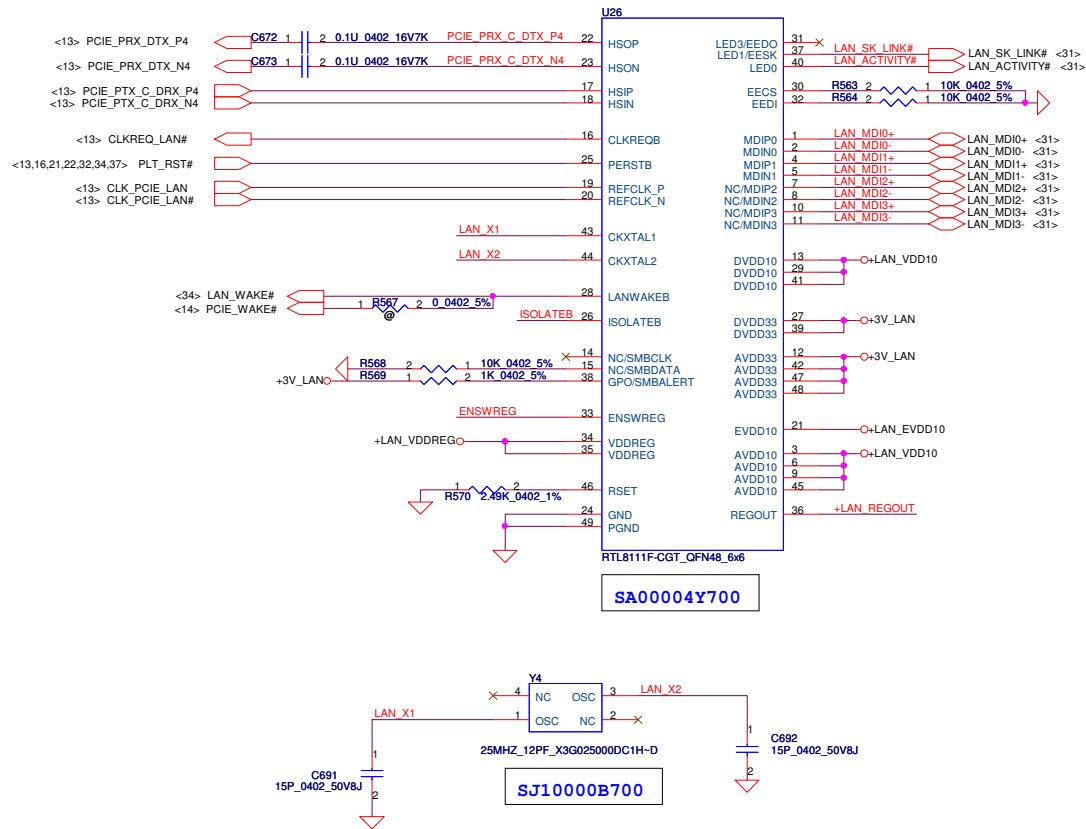 U26
<13> PCIE_PRX_DTX_P4 C672 1 2 0.1U_0402_16V7K PCIE_PRX_C_DTX_P4 22 HSOP
<13> PCIE_PRX_DTX_N4 C673 1 2 0.1U_0402_16V7K PCIE_PRX_C_DTX_N4 23 HSON
<13> PCIE_PTX_C_DRX_P4 17 HSIP
<13> PCIE_PTX_C_DRX_N4 18 HSIN
<13> CLKREQ_LAN# 16 CLKREQB
<13,16,21,22,32,34,37> PLT_RST# 25 PERSTB
<13> CLK_PCIE_LAN 19 REFCLK_P
<13> CLK_PCIE_LAN# 20 REFCLK_N
LAN_X1 43 CKXTAL1
LAN_X2 44 CKXTAL2
<34> LAN_WAKE# 28 LANWAKEB
<14> PCIE_WAKE# 1 R567 2 0_0402_5%
@
ISOLATEB 26 ISOLATEB
14 NC/SMBCLK
R568 2 1 10K_0402_5% 15 NC/SMBDATA
+3V_LAN R569 1 2 1K_0402_5% 38 GPO/SMBALERT
ENSWREG 33 ENSWREG
+LAN_VDDREG 34 VDDREG
35 VDDREG
1 2 46 RSET
R570 2.49K_0402_1%
24 GND
49 PGND
LED3/EEDO 31
LED1/EESK 37 LAN_SK_LINK# LAN_SK_LINK# <31>
LED0 40 LAN_ACTIVITY# LAN_ACTIVITY# <31>
EECS 30 R563 2 1 10K_0402_5%
EEDI 32 R564 2 1 10K_0402_5%
MDIP0 1 LAN_MDI0+ LAN_MDI0+ <31>
MDIN0 2 LAN_MDI0- LAN_MDI0- <31>
MDIP1 4 LAN_MDI1+ LAN_MDI1+ <31>
MDIN1 5 LAN_MDI1- LAN_MDI1- <31>
NC/MDIP2 7 LAN_MDI2+ LAN_MDI2+ <31>
NC/MDIN2 8 LAN_MDI2- LAN_MDI2- <31>
NC/MDIP3 10 LAN_MDI3+ LAN_MDI3+ <31>
NC/MDIN3 11 LAN_MDI3- LAN_MDI3- <31>
DVDD10 13 +LAN_VDD10
DVDD10 29
DVDD10 41
DVDD33 27 +3V_LAN
DVDD33 39
AVDD33 12 +3V_LAN
AVDD33 42
AVDD33 47
AVDD33 48
EVDD10 21 +LAN_EVDD10
AVDD10 3 +LAN_VDD10
AVDD10 6
AVDD10 9
AVDD10 45
REGOUT 36 +LAN_REGOUT
RTL8111F-CGT_QFN48_6x6
SA00004Y700
Y4
4 NC OSC 3 LAN_X2
LAN_X1 1 OSC NC 2
25MHZ_12PF_X3G025000DC1H~D
SJ10000B700
1
C691
15P_0402_50V8J
2
1
C692
15P_0402_50V8J
2